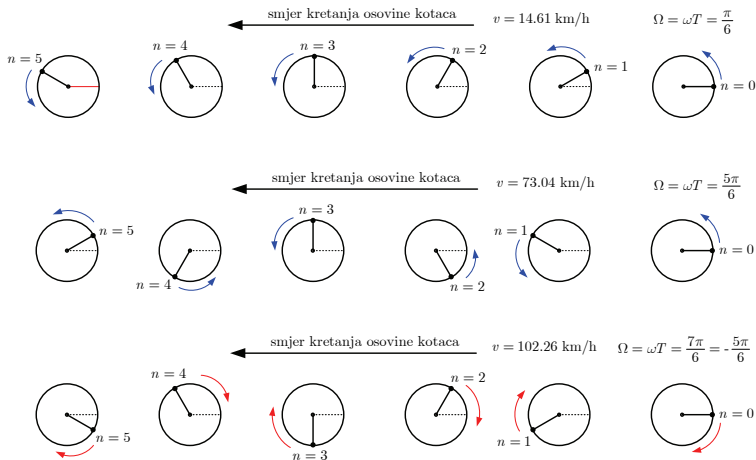 smjer kretanja osovine kotaca v = 14.61 km/h Ω = ωT = π/6
n = 5 n = 4 n = 3 n = 2 n = 1 n = 0
smjer kretanja osovine kotaca v = 73.04 km/h Ω = ωT = 5π/6
n = 5 n = 4 n = 3 n = 2 n = 1 n = 0
smjer kretanja osovine kotaca v = 102.26 km/h Ω = ωT = 7π/6 = -5π/6
n = 5 n = 4 n = 3 n = 2 n = 1 n = 0